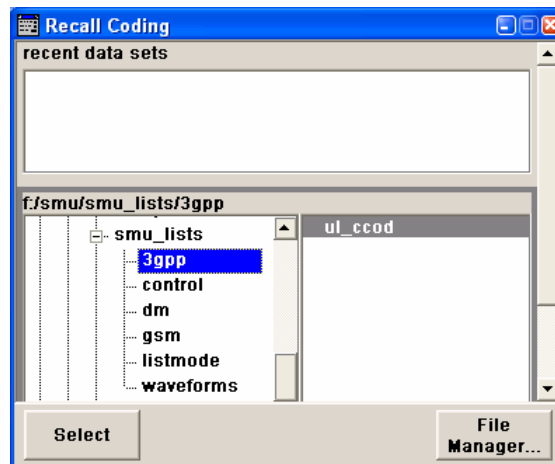 Recall Coding
recent data sets
f:/smu/smu_lists/3gpp
smu_lists
3gpp
control
dm
gsm
listmode
waveforms
ul_ccod
Select
File
Manager...